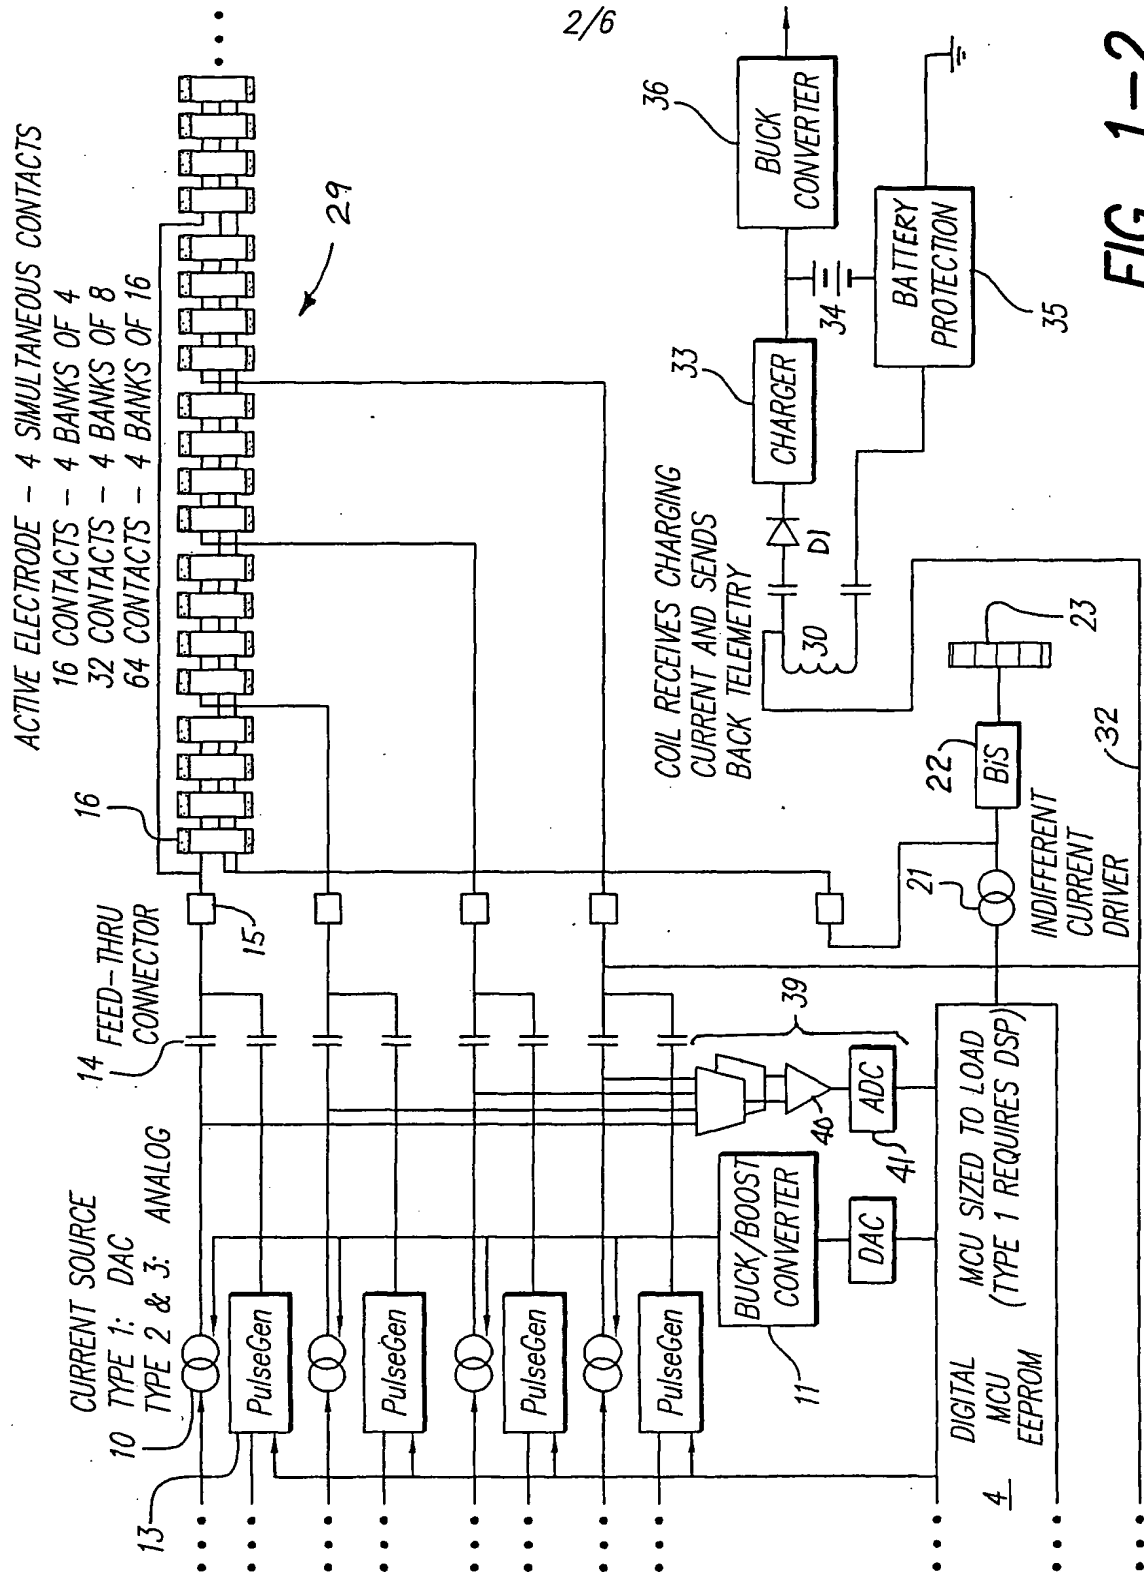 2/6
ACTIVE ELECTRODE - 4 SIMULTANEOUS CONTACTS
16 CONTACTS - 4 BANKS OF 4
32 CONTACTS - 4 BANKS OF 8
64 CONTACTS - 4 BANKS OF 16
29
16
14
FEED-THRU
CONNECTOR
15
CURRENT SOURCE
TYPE 1: DAC
TYPE 2 & 3: ANALOG
10
13
PulseGen
PulseGen
PulseGen
PulseGen
BUCK/BOOST
CONVERTER
11
DAC
39
40
ADC
41
DIGITAL
MCU
EEPROM
4
MCU SIZED TO LOAD
(TYPE 1 REQUIRES DSP)
INDIFFERENT
CURRENT
DRIVER
21
22
BiS
23
32
COIL RECEIVES CHARGING
CURRENT AND SENDS
BACK TELEMETRY
30
D1
33
CHARGER
34
36
BUCK
CONVERTER
BATTERY
PROTECTION
35
FIG. 1-2